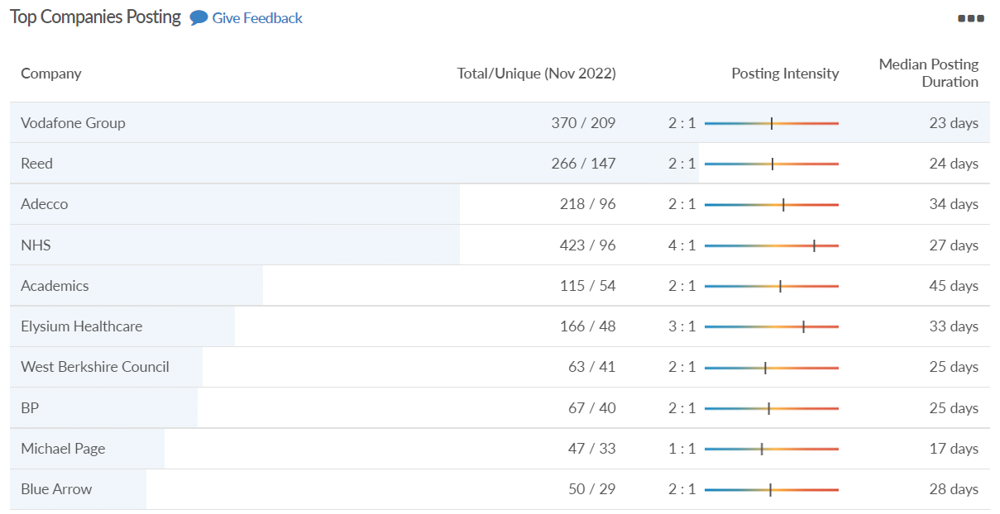 Top Companies Posting Give Feedback
Company Total/Unique (Nov 2022) Posting Intensity Median Posting Duration
Vodafone Group 370 / 209 2 : 1 23 days
Reed 266 / 147 2 : 1 24 days
Adecco 218 / 96 2 : 1 34 days
NHS 423 / 96 4 : 1 27 days
Academics 115 / 54 2 : 1 45 days
Elysium Healthcare 166 / 48 3 : 1 33 days
West Berkshire Council 63 / 41 2 : 1 25 days
BP 67 / 40 2 : 1 25 days
Michael Page 47 / 33 1 : 1 17 days
Blue Arrow 50 / 29 2 : 1 28 days